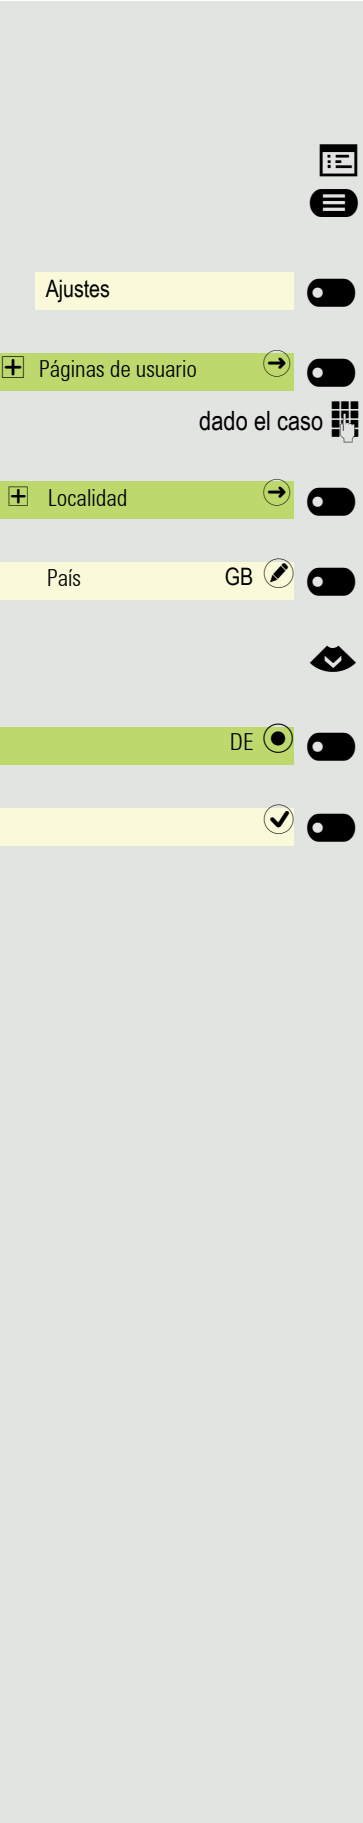 Ajustes
Páginas de usuario
dado el caso
Localidad
País GB
DE